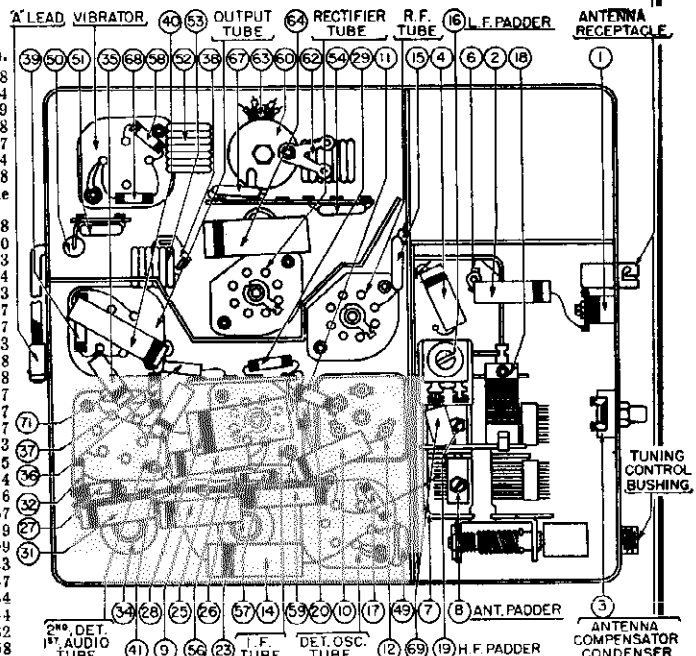 "A" LEAD VIBRATOR 40 53 OUTPUT TUBE 64 RECTIFIER TUBE R.F. TUBE 16 L.F. PADDER ANTENNA RECEPTACLE
39 50 51 35 68 58 52 38 67 63 60 62 54 29 11 15 4 6 2 18 1
71
37
36
32
27
31
TUNING CONTROL BUSHING
34 28 25 26 57 14 59 20 10 17 49 7 8 ANT. PADDER 3
2ND. DET. 1ST. AUDIO TUBE 41 9 56 23 I.F. TUBE DET. OSC. TUBE 12 69 19 H.F. PADDER ANTENNA COMPENSATOR CONDENSER